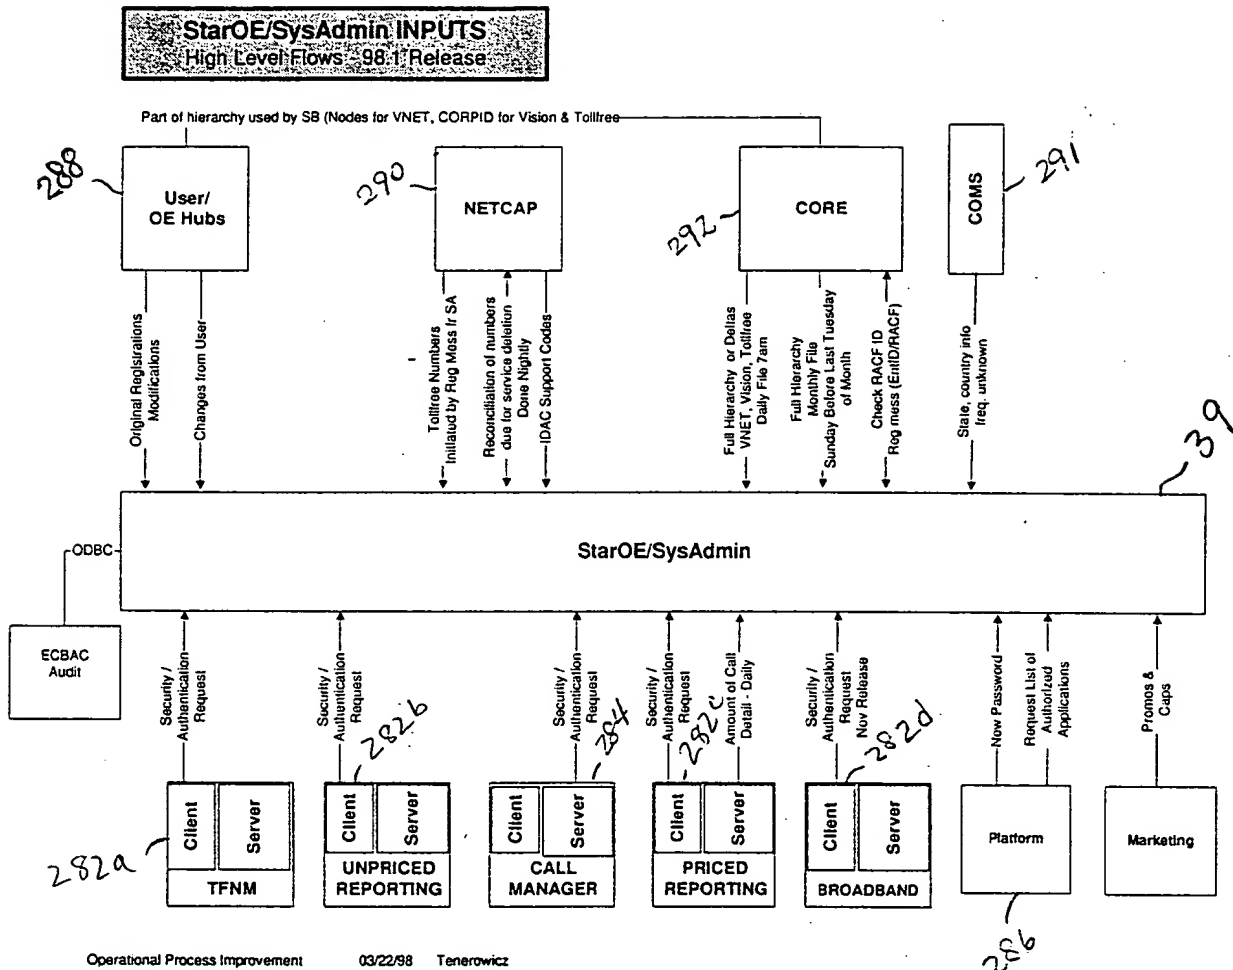 StarOE/SysAdmin INPUTS
High Level Flows - 98.1 Release
Part of hierarchy used by SB (Nodes for VNET, CORPID for Vision & Tollfree
288
User/
OE Hubs
290
NETCAP
292
CORE
COMS
291
Original Registrations
Modifications
Changes from User
Tollfree Numbers
Initiated by Rug Mess fr SA
Reconciliation of numbers
due for service deletion
Done Nightly
IDAC Support Codes
Full Hierarchy or Deltas
VNET, Vision, Tollfree
Daily File 7am
Full Hierarchy
Monthly File
Sunday Before Last Tuesday
of Month
Check RACF ID
Reg mess (EntID/RACF)
State, country info
freq. unknown
39
StarOE/SysAdmin
ODBC
ECBAC
Audit
Security /
Authentication
Request
Security /
Authentication
Request
Security /
Authentication
Request
Security /
Authentication
Request
Amount of Call
Detail - Daily
Security /
Authentication
Request
Nov Release
Now Password
Request List of
Authorized
Applications
Promos &
Caps
282a
Client
Server
TFNM
282b
Client
Server
UNPRICED
REPORTING
284
Client
Server
CALL
MANAGER
282c
Client
Server
PRICED
REPORTING
282d
Client
Server
BROADBAND
Platform
286
Marketing
Operational Process Improvement 03/22/98 Tenerowicz